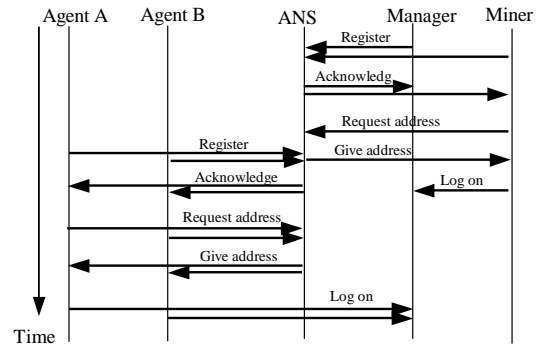 Agent A Agent B ANS Manager Miner
Register
Acknowledg
Request address
Register
Give address
Acknowledge
Log on
Request address
Give address
Log on
Time